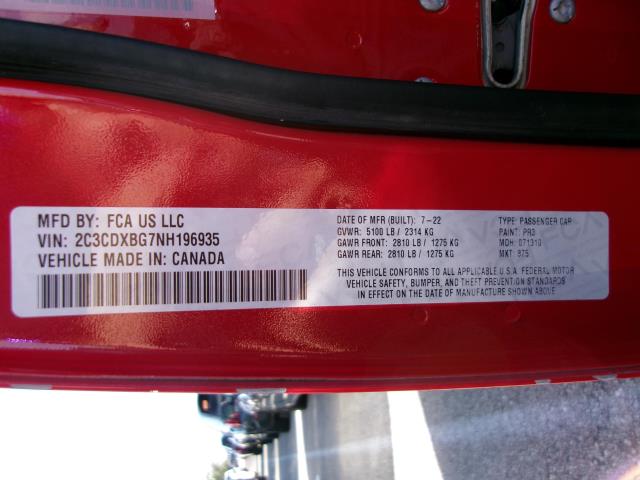 MFD BY: FCA US LLC
VIN: 2C3CDXBG7NH196935
VEHICLE MADE IN: CANADA
DATE OF MFR (BUILT): 7-22
GVWR: 5100 LB / 2314 KG
GAWR FRONT: 2810 LB / 1275 KG
GAWR REAR: 2810 LB / 1275 KG
TYPE: PASSENGER CAR
PAINT: PR3
MDH: 071310
MKT: 875
THIS VEHICLE CONFORMS TO ALL APPLICABLE U.S.A. FEDERAL MOTOR
VEHICLE SAFETY, BUMPER, AND THEFT PREVENTION STANDARDS
IN EFFECT ON THE DATE OF MANUFACTURE SHOWN ABOVE